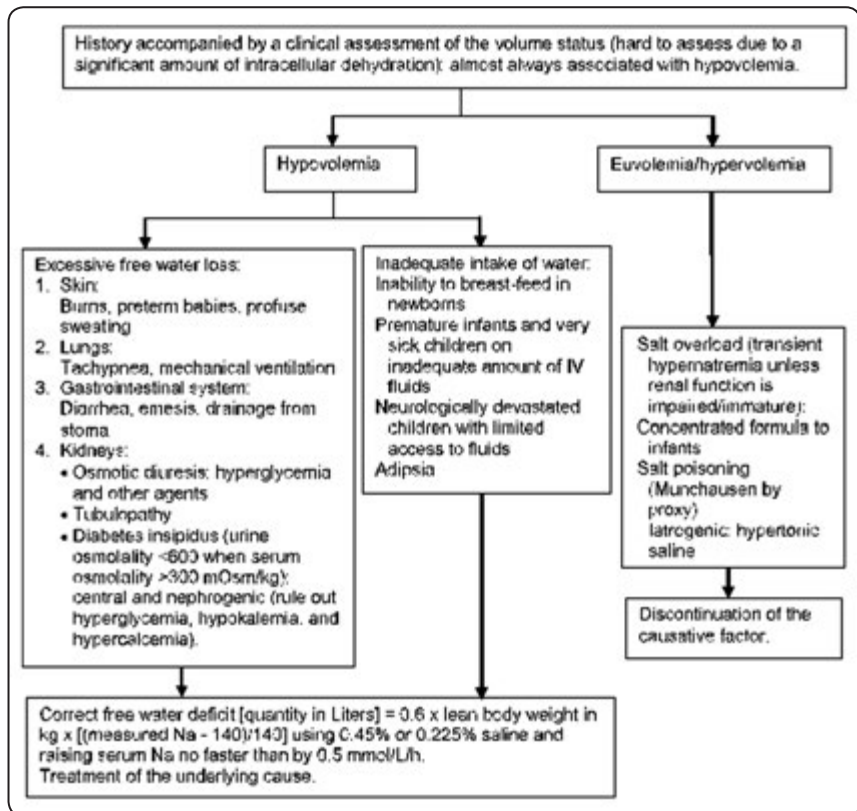 History accompanied by a clinical assessment of the volume status (hard to assess due to a
significant amount of intracellular dehydration): almost always associated with hypovolemia.
Hypovolemia
Euvolemia/hypervolemia
Excessive free water loss:
1. Skin:
Burns, preterm babies, profuse
sweating
2. Lungs:
Tachypnea, mechanical ventilation
3. Gastrointestinal system:
Diarrhea, emesis, drainage from
stoma
4. Kidneys:
• Osmotic diuresis: hyperglycemia
and other agents
• Tubulopathy
• Diabetes insipidus (urine
osmolality <600 when serum
osmolality >300 mOsm/kg):
central and nephrogenic (rule out
hyperglycemia, hypokalemia, and
hypercalcemia).
Inadequate intake of water:
Inability to breast-feed in
newborns
Premature infants and very
sick children on
inadequate amount of IV
fluids
Neurologically devastated
children with limited
access to fluids
Adipsia
Salt overload (transient
hypernatremia unless
renal function is
impaired/immature):
Concentrated formula to
infants
Salt poisoning
(Munchausen by
proxy)
Iatrogenic: hypertonic
saline
Discontinuation of the
causative factor.
Correct free water deficit [quantity in Liters] = 0.6 x lean body weight in
kg x [(measured Na - 140)/140] using 0.45% or 0.225% saline and
raising serum Na no faster than by 0.5 mmol/L/h.
Treatment of the underlying cause.